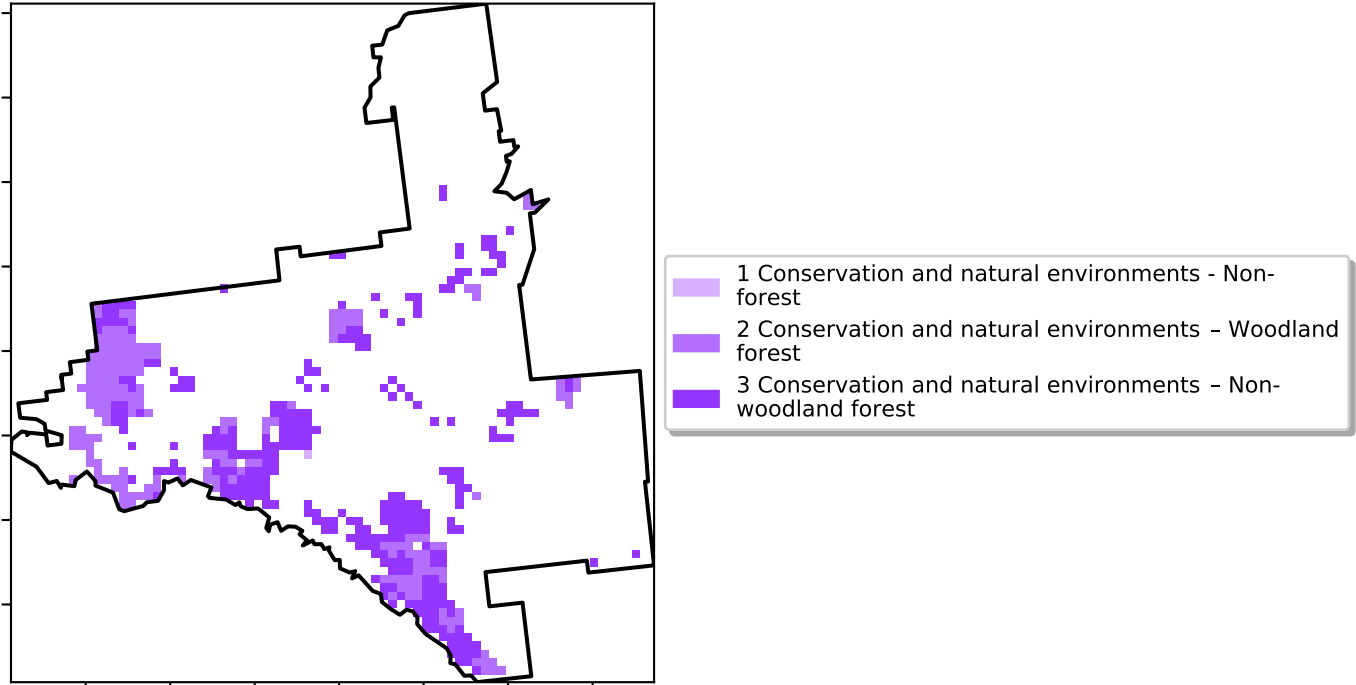 1 Conservation and natural environments - Non-
forest
2 Conservation and natural environments – Woodland
forest
3 Conservation and natural environments – Non-
woodland forest